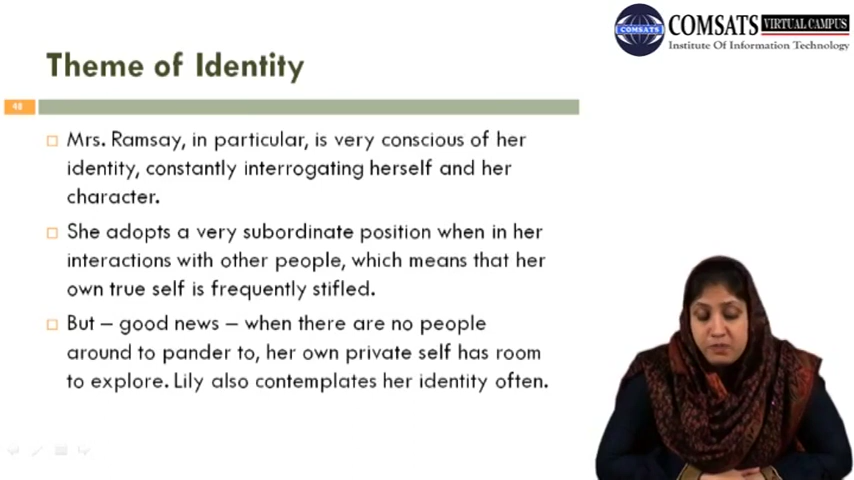 COMSATS VIRTUAL CAMPUS
Institute Of Information Technology
COMSATS
Theme of Identity
48
Mrs. Ramsay, in particular, is very conscious of her
identity, constantly interrogating herself and her
character.
She adopts a very subordinate position when in her
interactions with other people, which means that her
own true self is frequently stifled.
But – good news – when there are no people
around to pander to, her own private self has room
to explore. Lily also contemplates her identity often.